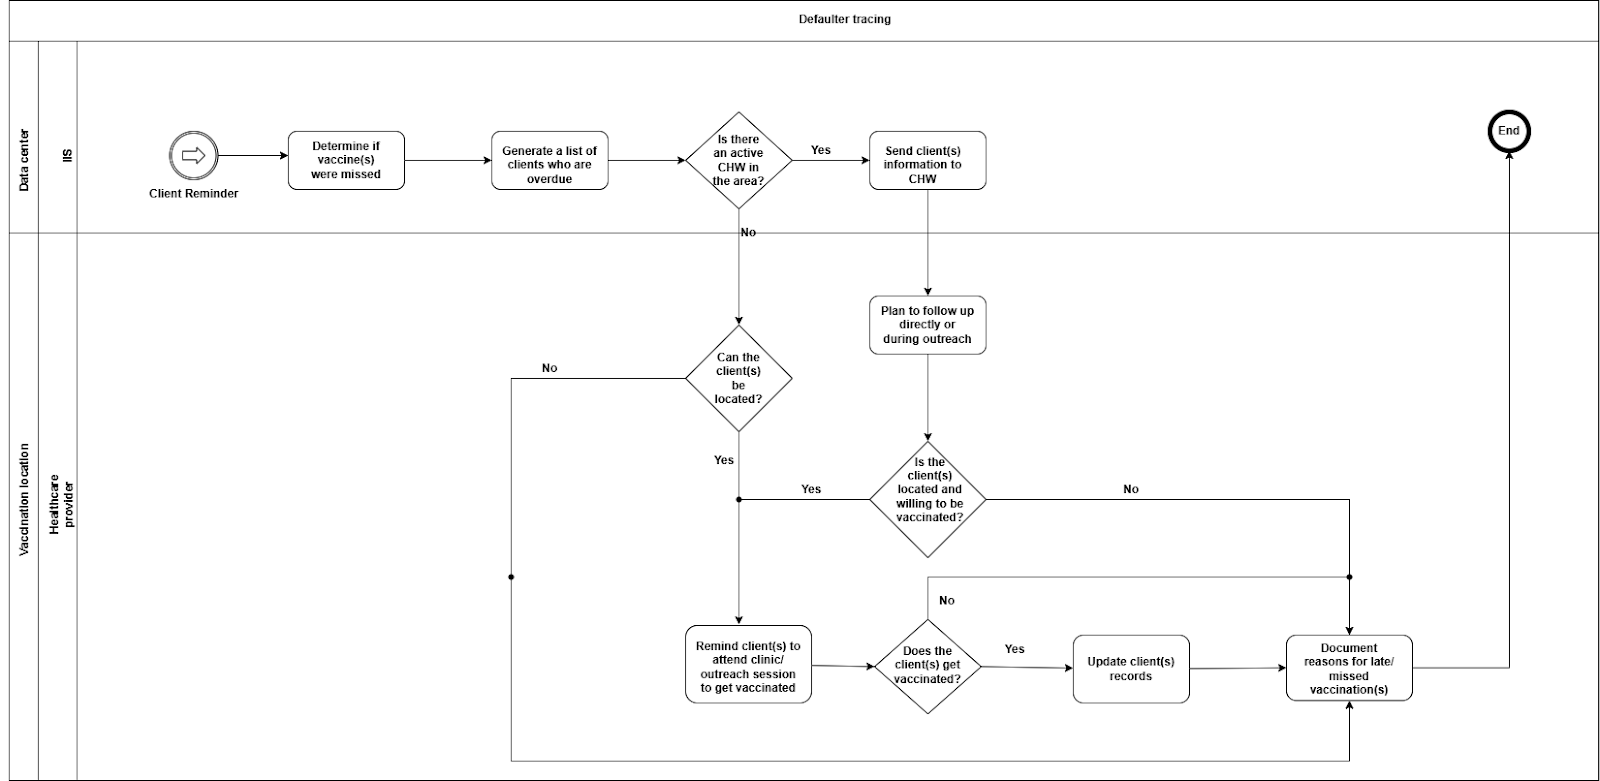 Defaulter tracing
Data center
IIS
Client Reminder
Determine if
vaccine(s)
were missed
Generate a list of
clients who are
overdue
Is there
an active
CHW in
the area?
Yes
No
Send client(s)
information to
CHW
End
Vaccination location
Healthcare
provider
Can the
client(s)
be
located?
No
Yes
Plan to follow up
directly or
during outreach
Is the
client(s)
located and
willing to be
vaccinated?
Yes
No
Remind client(s) to
attend clinic/
outreach session
to get vaccinated
Does the
client(s) get
vaccinated?
No
Yes
Update client(s)
records
Document
reasons for late/
missed
vaccination(s)